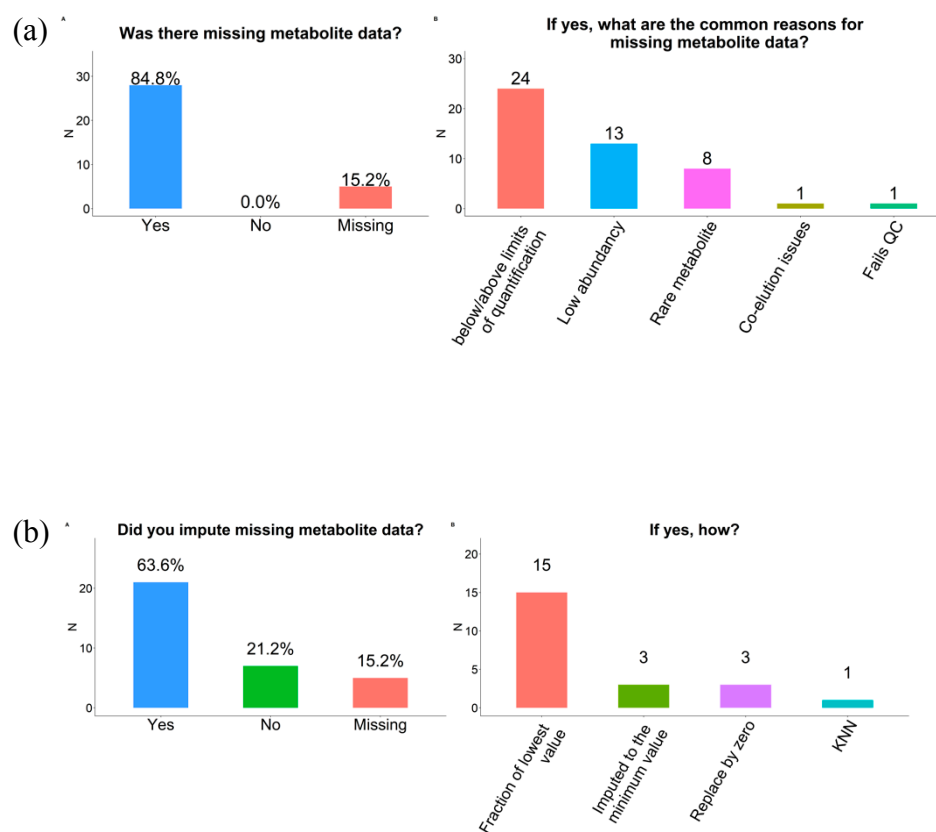 (a)
A
Was there missing metabolite data?
N
30
20
10
0
84.8%
0.0%
15.2%
Yes
No
Missing
B
If yes, what are the common reasons for
missing metabolite data?
N
30
20
10
0
24
13
8
1
1
below/above limits
of quantification
Low abundancy
Rare metabolite
Co-elution issues
Fails QC
(b)
A
Did you impute missing metabolite data?
N
20
10
0
63.6%
21.2%
15.2%
Yes
No
Missing
B
If yes, how?
N
20
15
10
5
0
15
3
3
1
Fraction of lowest
value
Imputed to the
minimum value
Replace by zero
KNN